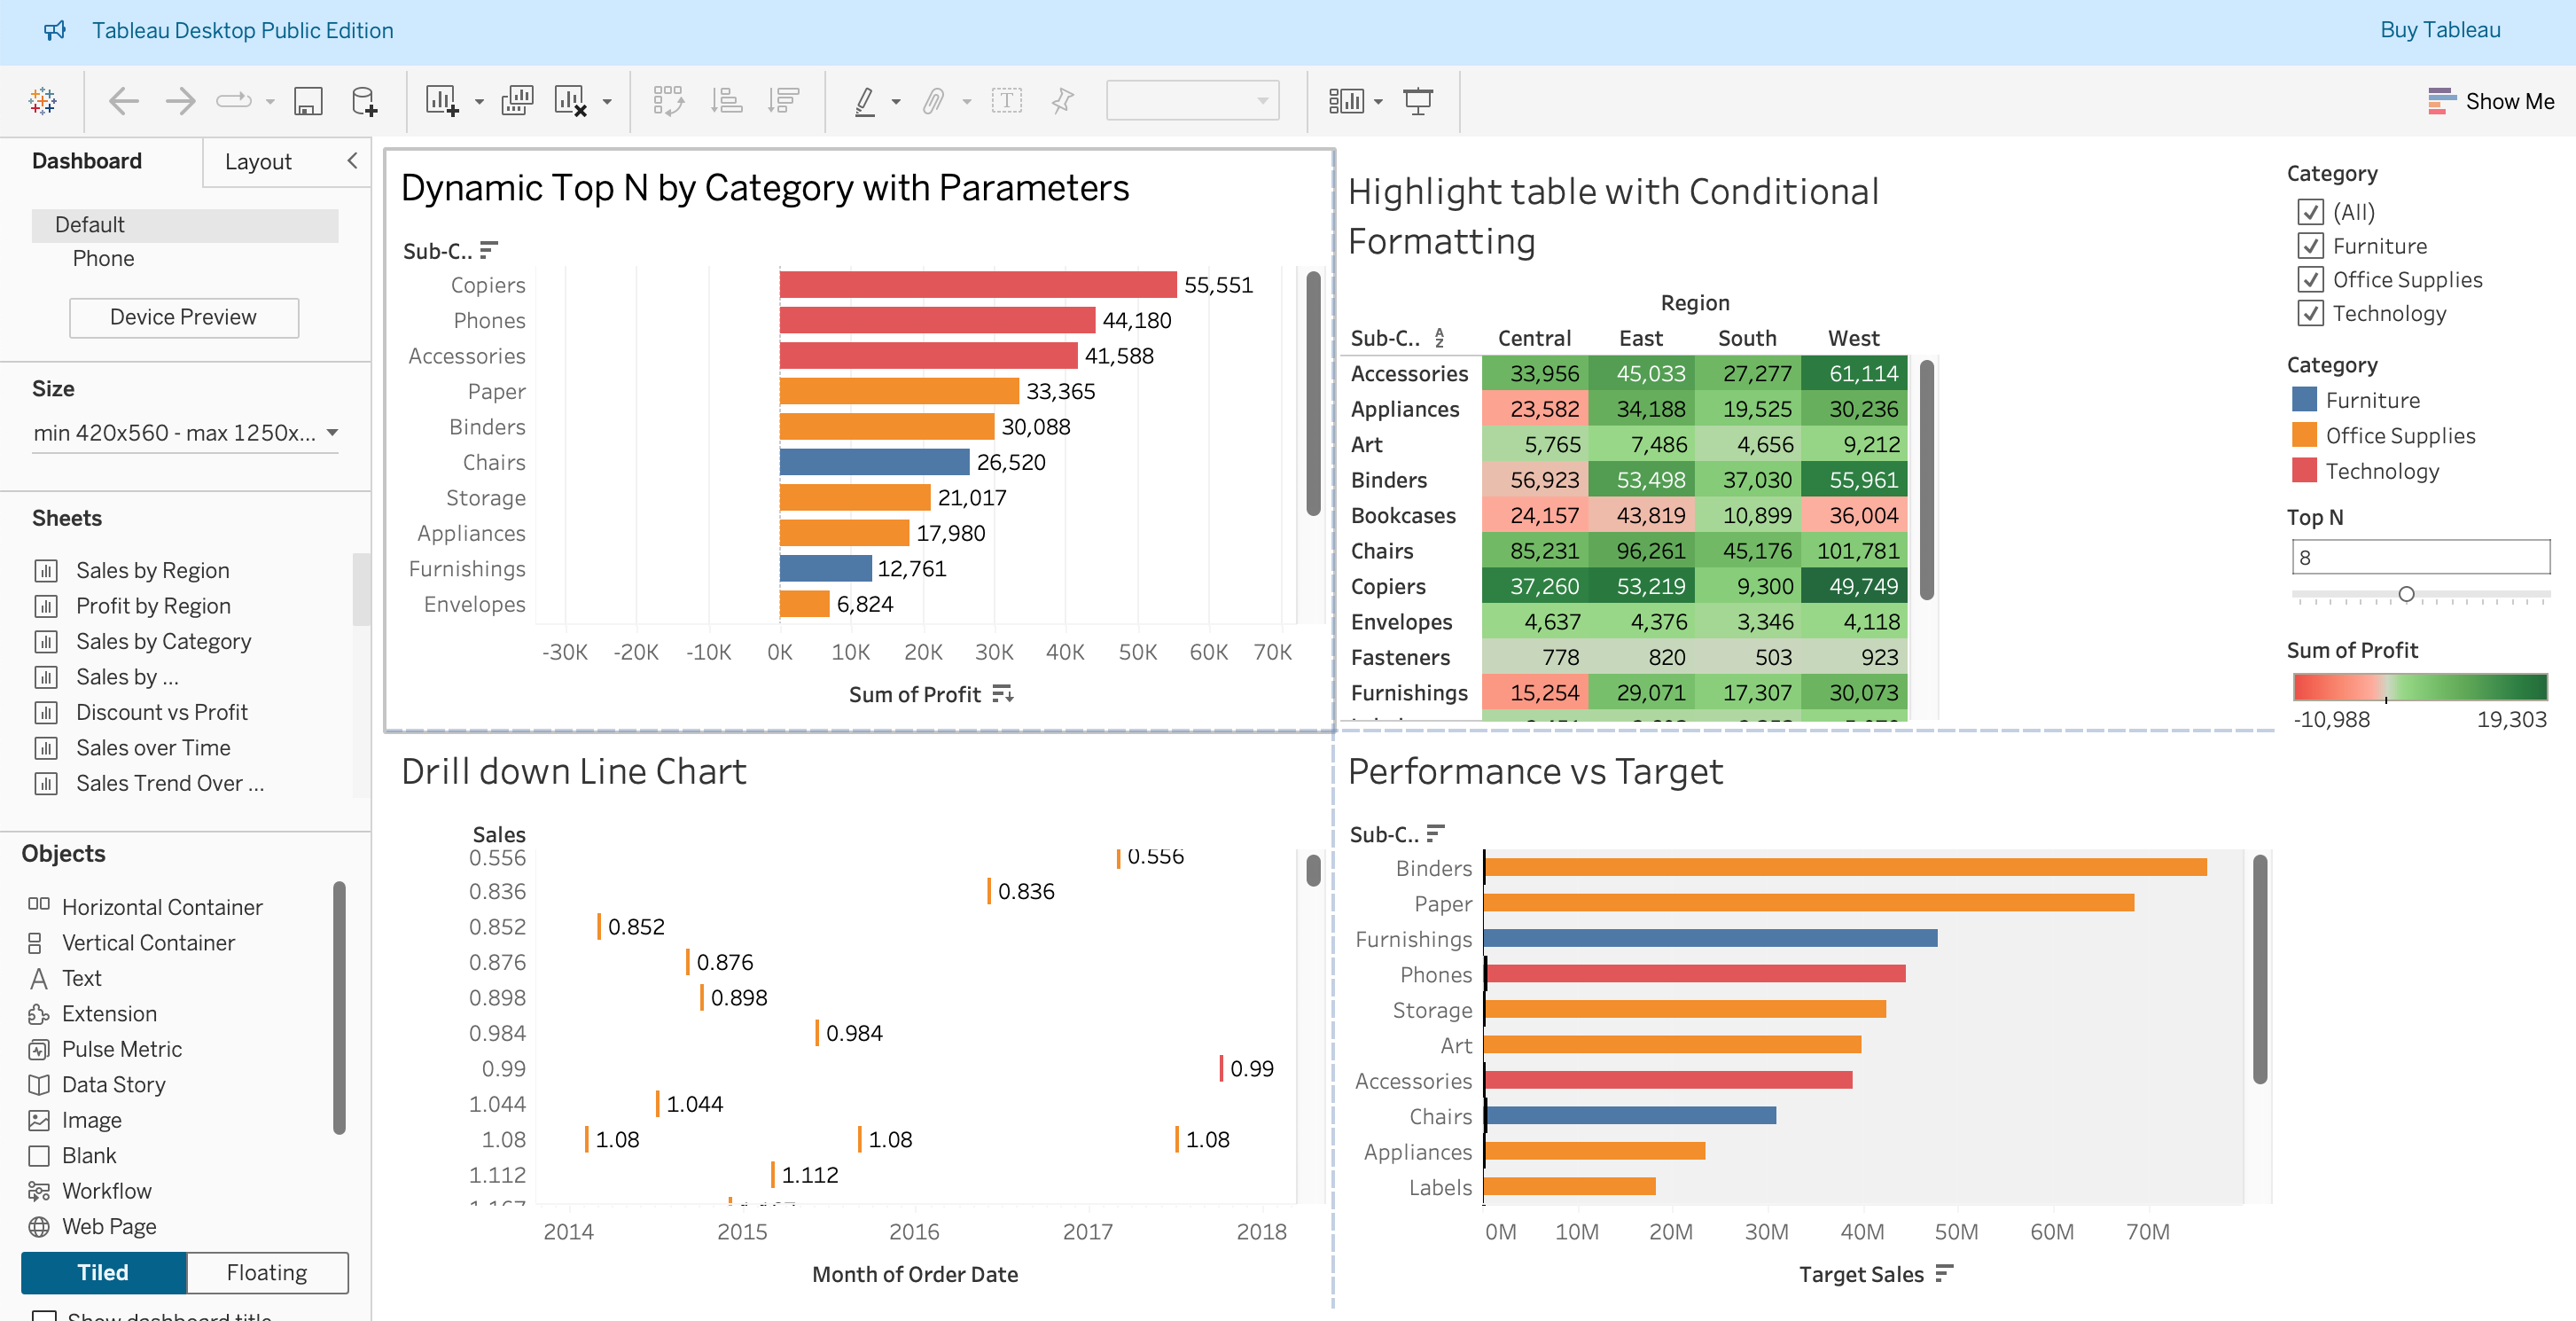 Tableau Desktop Public Edition
Buy Tableau
Show Me
Dashboard
Layout
Default
Phone
Device Preview
Size
min 420x560 - max 1250x...
Sheets
Sales by Region
Profit by Region
Sales by Category
Sales by ...
Discount vs Profit
Sales over Time
Sales Trend Over ...
Objects
Horizontal Container
Vertical Container
Text
Extension
Pulse Metric
Data Story
Image
Blank
Workflow
Web Page
Tiled
Floating
Show dashboard title
Dynamic Top N by Category with Parameters
Sub-C..
Copiers 55,551
Phones 44,180
Accessories 41,588
Paper 33,365
Binders 30,088
Chairs 26,520
Storage 21,017
Appliances 17,980
Furnishings 12,761
Envelopes 6,824
-30K -20K -10K 0K 10K 20K 30K 40K 50K 60K 70K
Sum of Profit
Highlight table with Conditional
Formatting
Region
Sub-C.. Central East South West
Accessories 33,956 45,033 27,277 61,114
Appliances 23,582 34,188 19,525 30,236
Art 5,765 7,486 4,656 9,212
Binders 56,923 53,498 37,030 55,961
Bookcases 24,157 43,819 10,899 36,004
Chairs 85,231 96,261 45,176 101,781
Copiers 37,260 53,219 9,300 49,749
Envelopes 4,637 4,376 3,346 4,118
Fasteners 778 820 503 923
Furnishings 15,254 29,071 17,307 30,073
Drill down Line Chart
Sales
0.556 0.556
0.836 0.836
0.852 0.852
0.876 0.876
0.898 0.898
0.984 0.984
0.99 0.99
1.044 1.044
1.08 1.08 1.08 1.08
1.112 1.112
2014 2015 2016 2017 2018
Month of Order Date
Performance vs Target
Sub-C..
Binders
Paper
Furnishings
Phones
Storage
Art
Accessories
Chairs
Appliances
Labels
0M 10M 20M 30M 40M 50M 60M 70M
Target Sales
Category
(All)
Furniture
Office Supplies
Technology
Category
Furniture
Office Supplies
Technology
Top N
8
Sum of Profit
-10,988 19,303